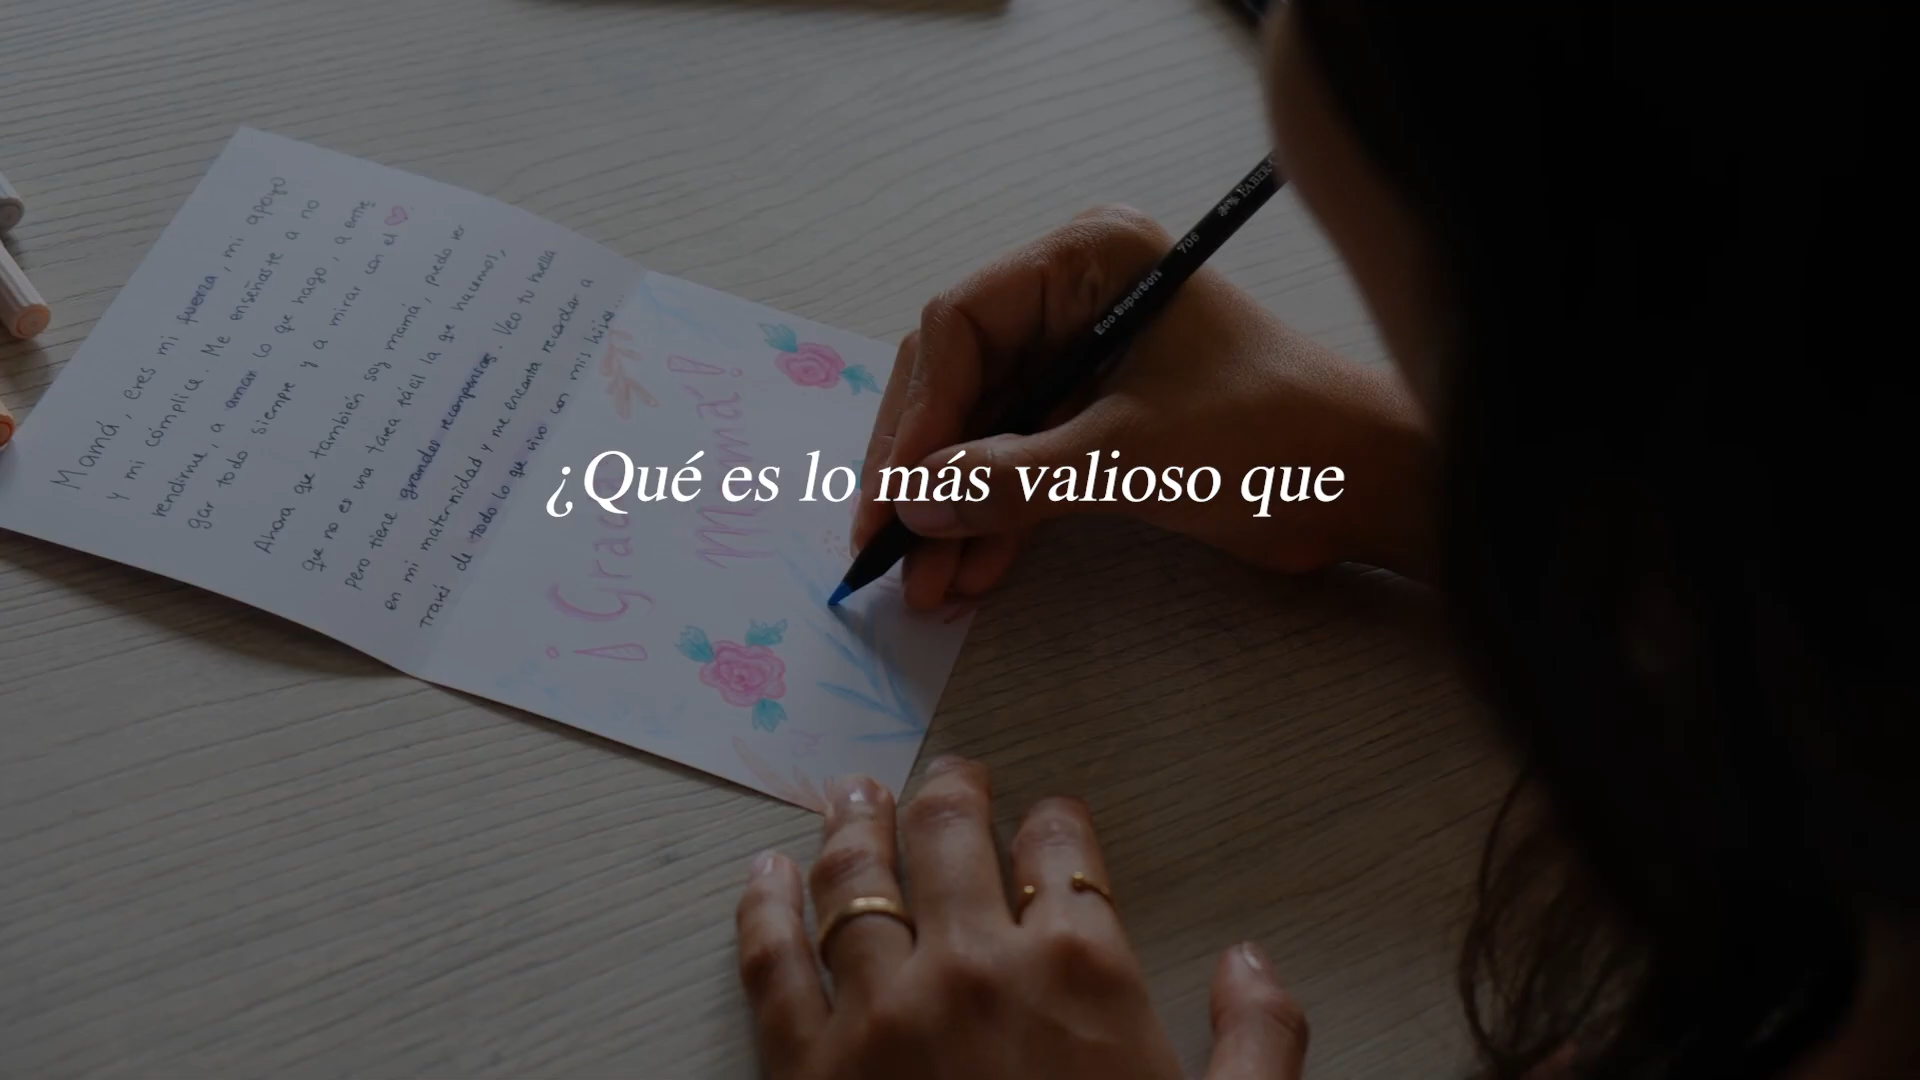 Mamá, eres mi fuerza, mi apoyo
y mi cómplice. Me enseñaste a no
rendirme, a amar lo que hago, a entre
gar todo siempre y a mirar con el
Ahora que también soy mamá, puedo ver
que no es una tarea fácil la que hacemos,
pero tiene grandes recompensas. Veo tu huella
en mi maternidad y me encanta recordar a
través de todo lo que vivo con mis hijos...
¡Gracias
Mamá!
¿Qué es lo más valioso que
Eco SuperSoft 706 FABER-C